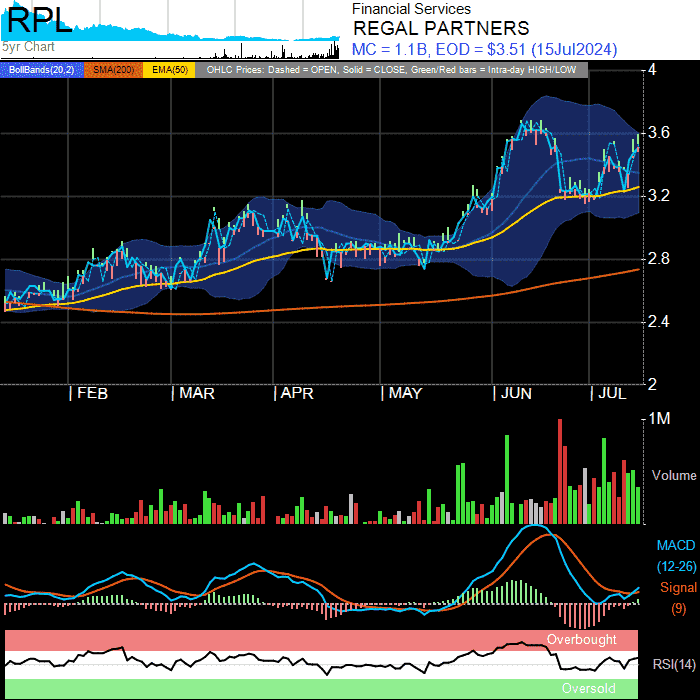 RPL
5yr Chart
Financial Services
REGAL PARTNERS
MC = 1.1B, EOD = $3.51 (15Jul2024)
BollBands(20,2) SMA(200) EMA(50) OHLC Prices: Dashed = OPEN, Solid = CLOSE, Green/Red bars = Intra-day HIGH/LOW
4
3.6
3.2
2.8
2.4
2
FEB MAR APR MAY JUN JUL
1M
Volume
MACD
(12-26)
Signal
(9)
Overbought
RSI(14)
Oversold